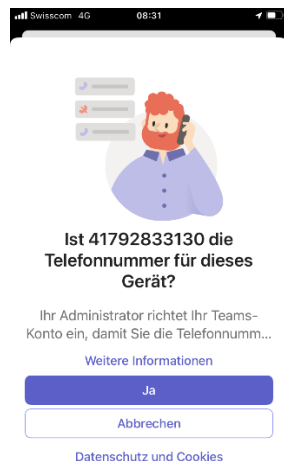 Swisscom 4G 08:31
Ist 41792833130 die
Telefonnummer für dieses
Gerät?
Ihr Administrator richtet Ihr Teams-
Konto ein, damit Sie die Telefonnumm...
Weitere Informationen
Ja
Abbrechen
Datenschutz und Cookies